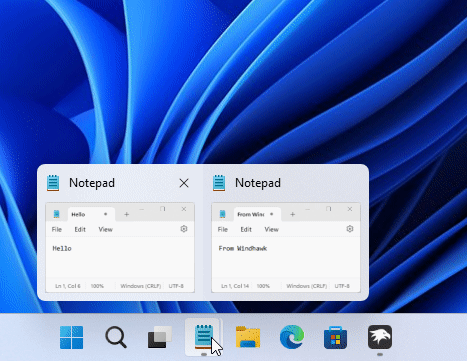 Notepad
Notepad
Hello
File Edit View
Hello
Ln 1, Col 6 100% Windows (CRLF) UTF-8
From Wind
File Edit View
From Windhawk
Ln 1, Col 14 100% Windows (CRLF) UTF-8